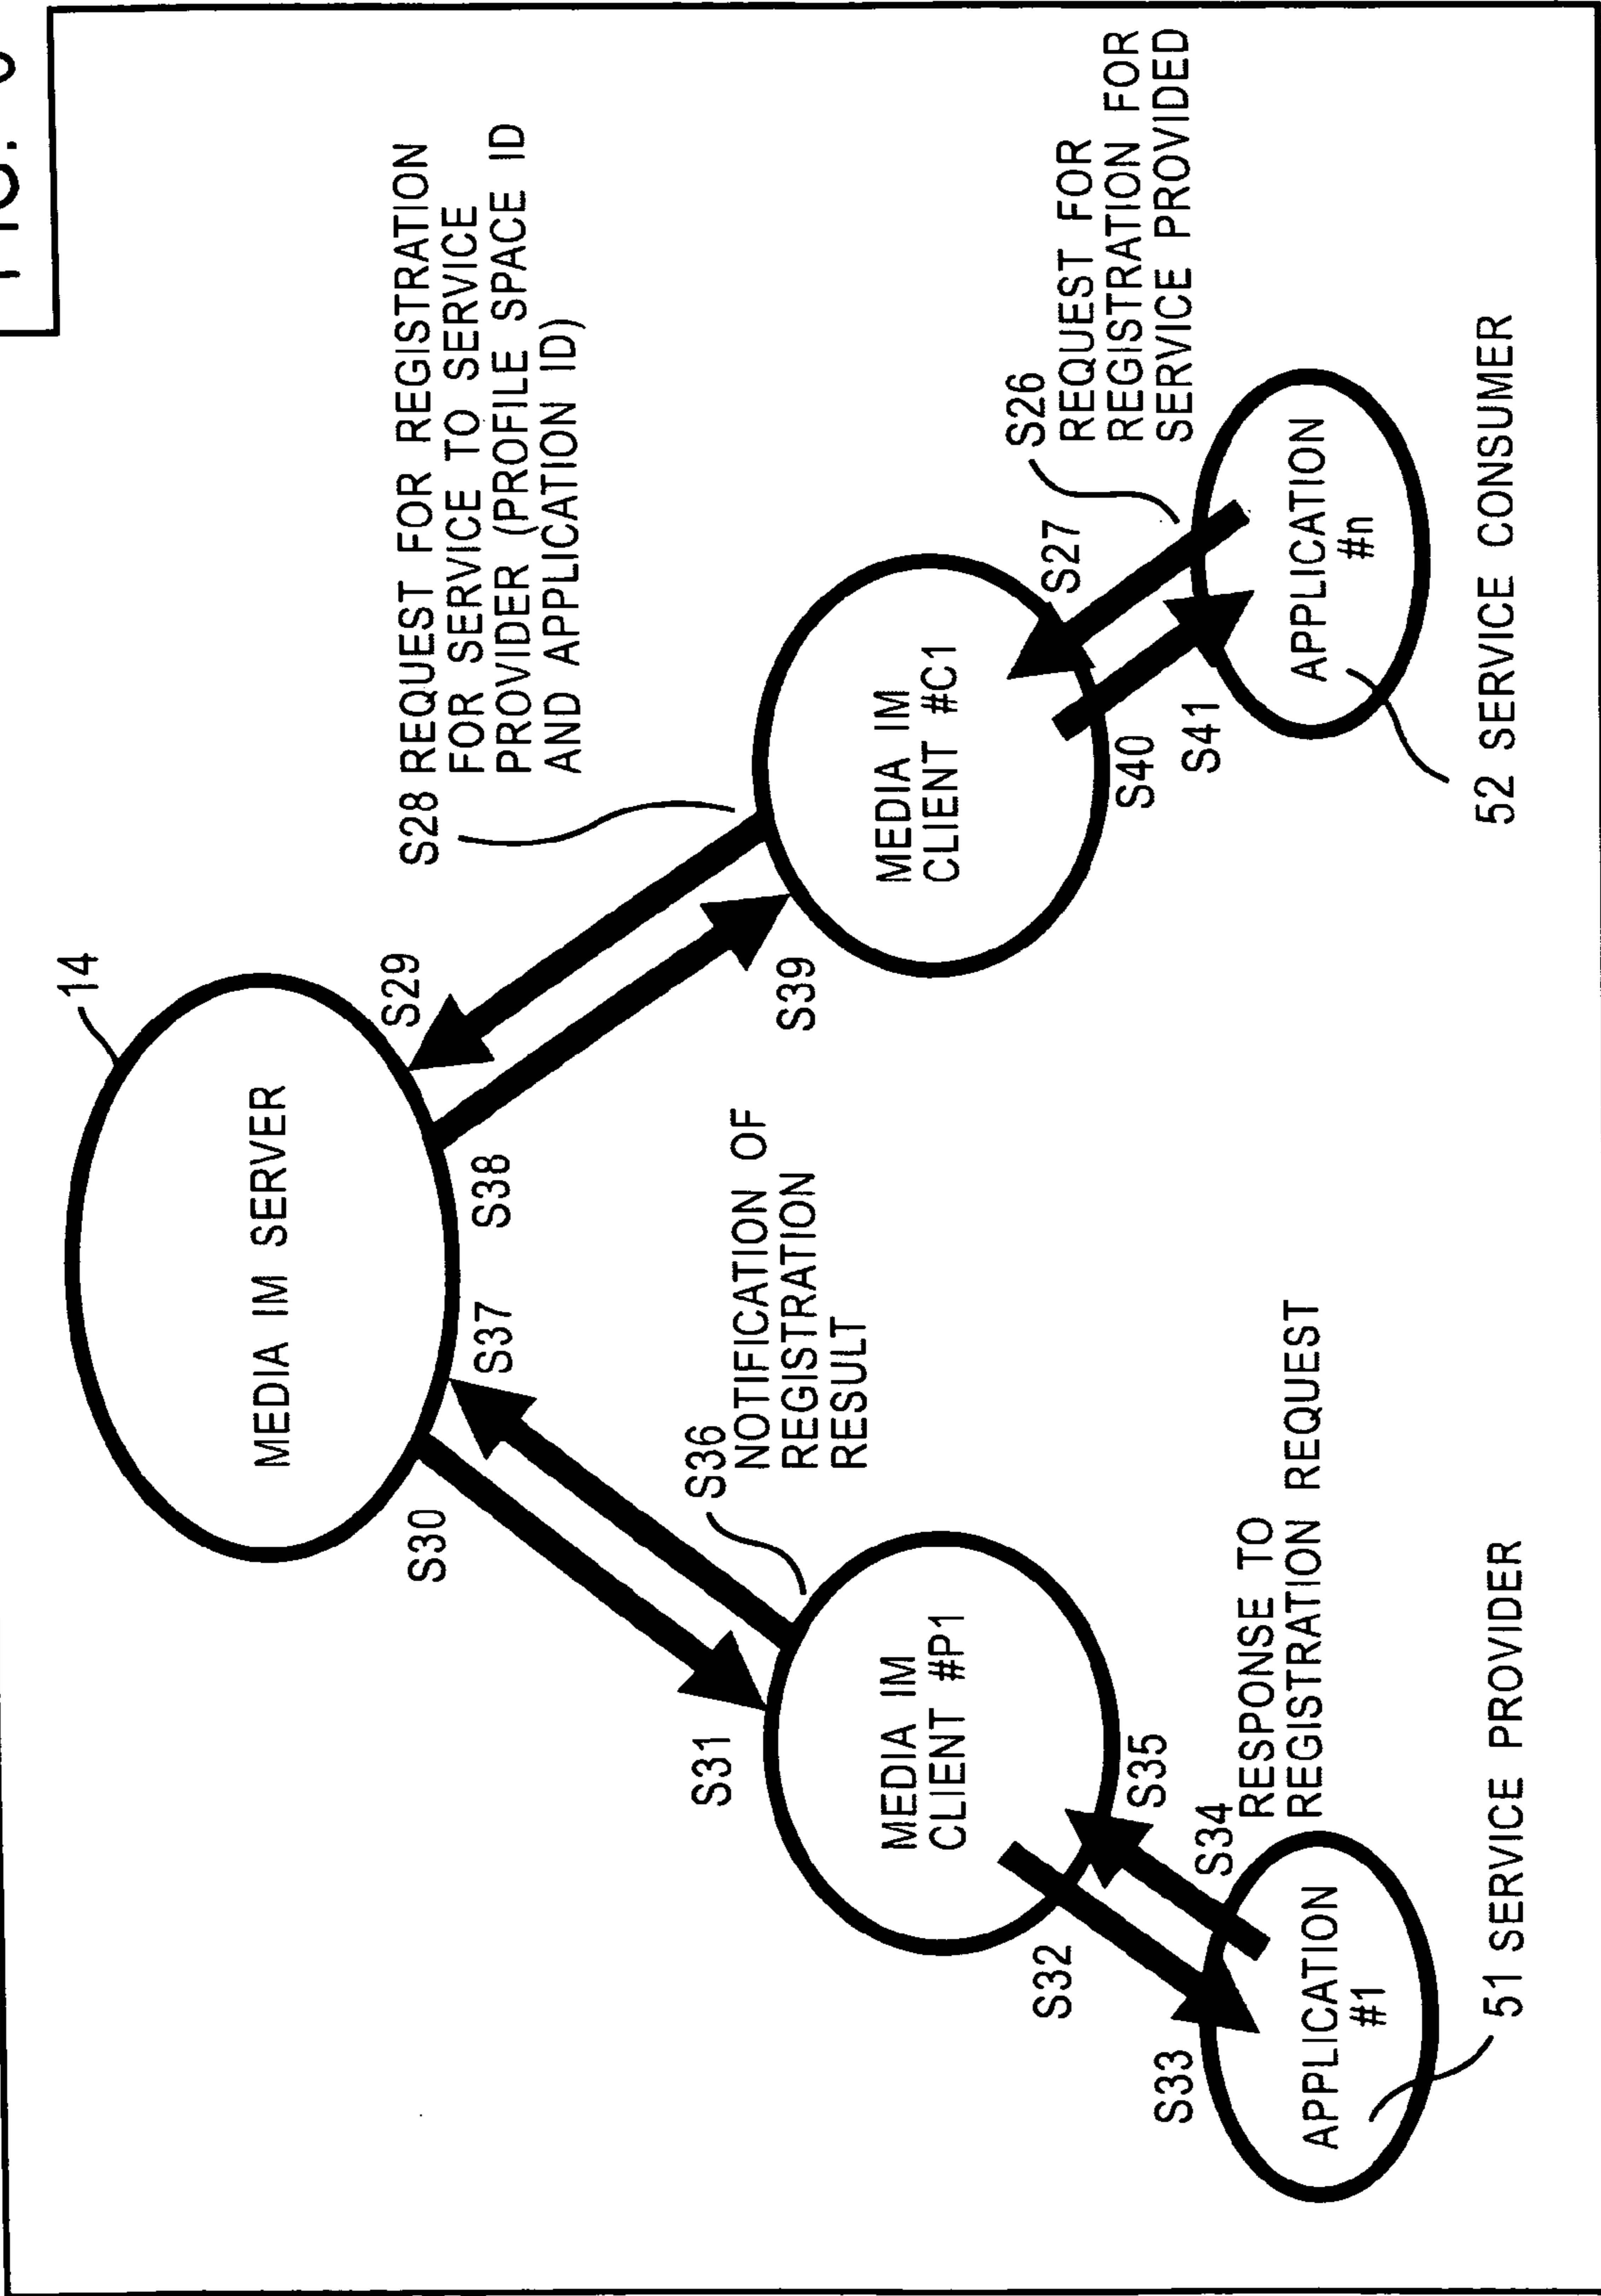 14
MEDIA IM SERVER
S29
S30
S37
S38
S28 REQUEST FOR REGISTRATION
FOR SERVICE TO SERVICE
PROVIDER (PROFILE SPACE ID
AND APPLICATION ID)
S36
NOTIFICATION OF
REGISTRATION
RESULT
S31
S39
MEDIA IM
CLIENT #P1
MEDIA IM
CLIENT #C1
S27
S26
REQUEST FOR
REGISTRATION FOR
SERVICE PROVIDED
S32
S35
S40
S41
S33
S34
RESPONSE TO
REGISTRATION REQUEST
APPLICATION
#1
APPLICATION
#n
51 SERVICE PROVIDER
52 SERVICE CONSUMER